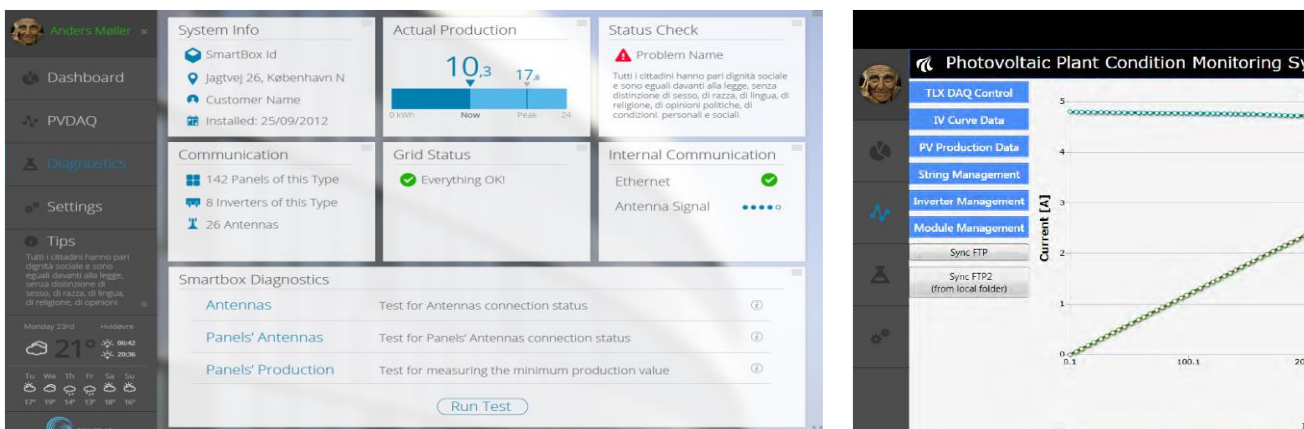 Anders Møller
Dashboard
PVDAQ
Diagnostics
Settings
Tips
Tutti i cittadini hanno pari
dignità sociale e sono
eguali davanti alla legge,
senza distinzione di
sesso, di razza, di lingua,
di religione, di opinioni
Monday 23rd Hvidovre
21° 06:42
20:36
Tu We Th Fr Sa Su
17° 19° 14° 13° 18° 16°
System Info
SmartBox Id
Jagtvej 26, København N
Customer Name
Installed: 25/09/2012
Actual Production
10,3 17,8
0 kWh Now Peak 24
Status Check
Problem Name
Tutti i cittadini hanno pari dignità sociale
e sono eguali davanti alla legge, senza
distinzione di sesso, di razza, di lingua, di
religione, di opinioni politiche, di
condizioni personali e sociali.
Communication
142 Panels of this Type
8 Inverters of this Type
26 Antennas
Grid Status
Everything OK!
Internal Communication
Ethernet
Antenna Signal
Smartbox Diagnostics
Antennas Test for Antennas connection status
Panels' Antennas Test for Panels' Antennas connection status
Panels' Production Test for measuring the minimum production value
Run Test
Photovoltaic Plant Condition Monitoring Sy
TLX DAQ Control
IV Curve Data
PV Production Data
String Management
Inverter Management
Module Management
Sync FTP
Sync FTP2
(from local folder)
Current [A]
5
4
3
2
1
0
0.1 100.1 20